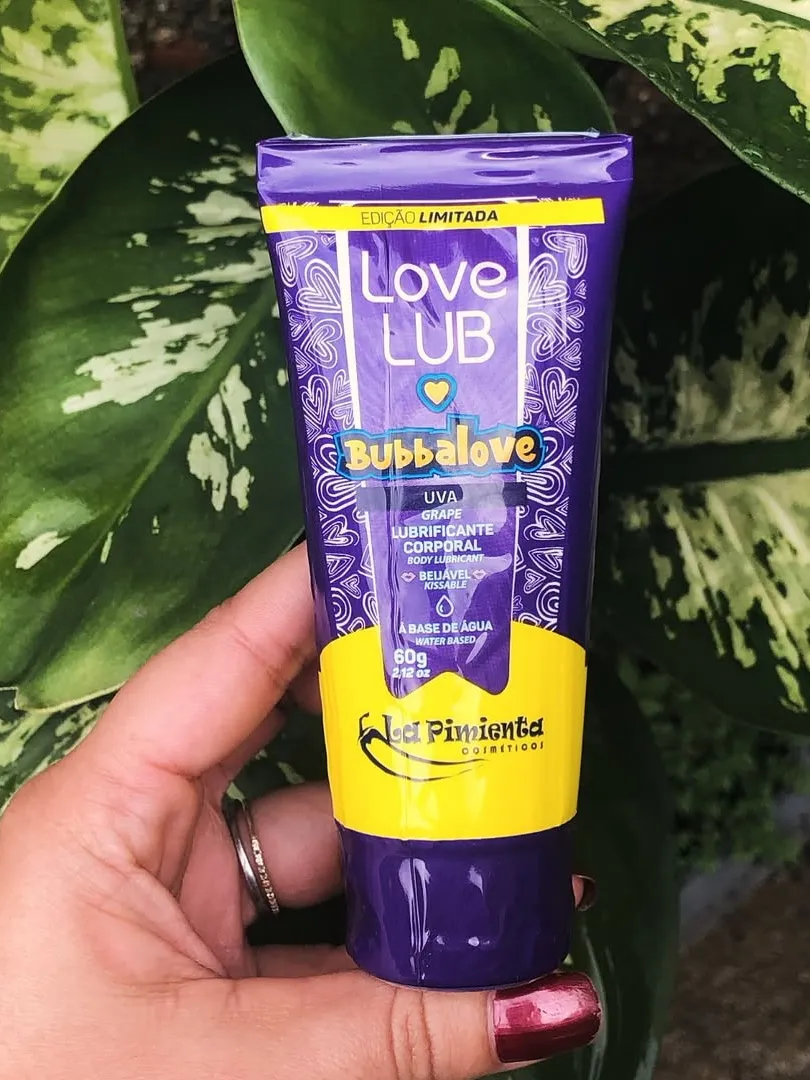 EDIÇÃO LIMITADA
Love
LUB
Bubbalove
UVA
GRAPE
LUBRIFICANTE
CORPORAL
BODY LUBRICANT
BEIJÁVEL
KISSABLE
À BASE DE ÁGUA
WATER BASED
60g
2,12 oz
La Pimienta
COSMÉTICOS